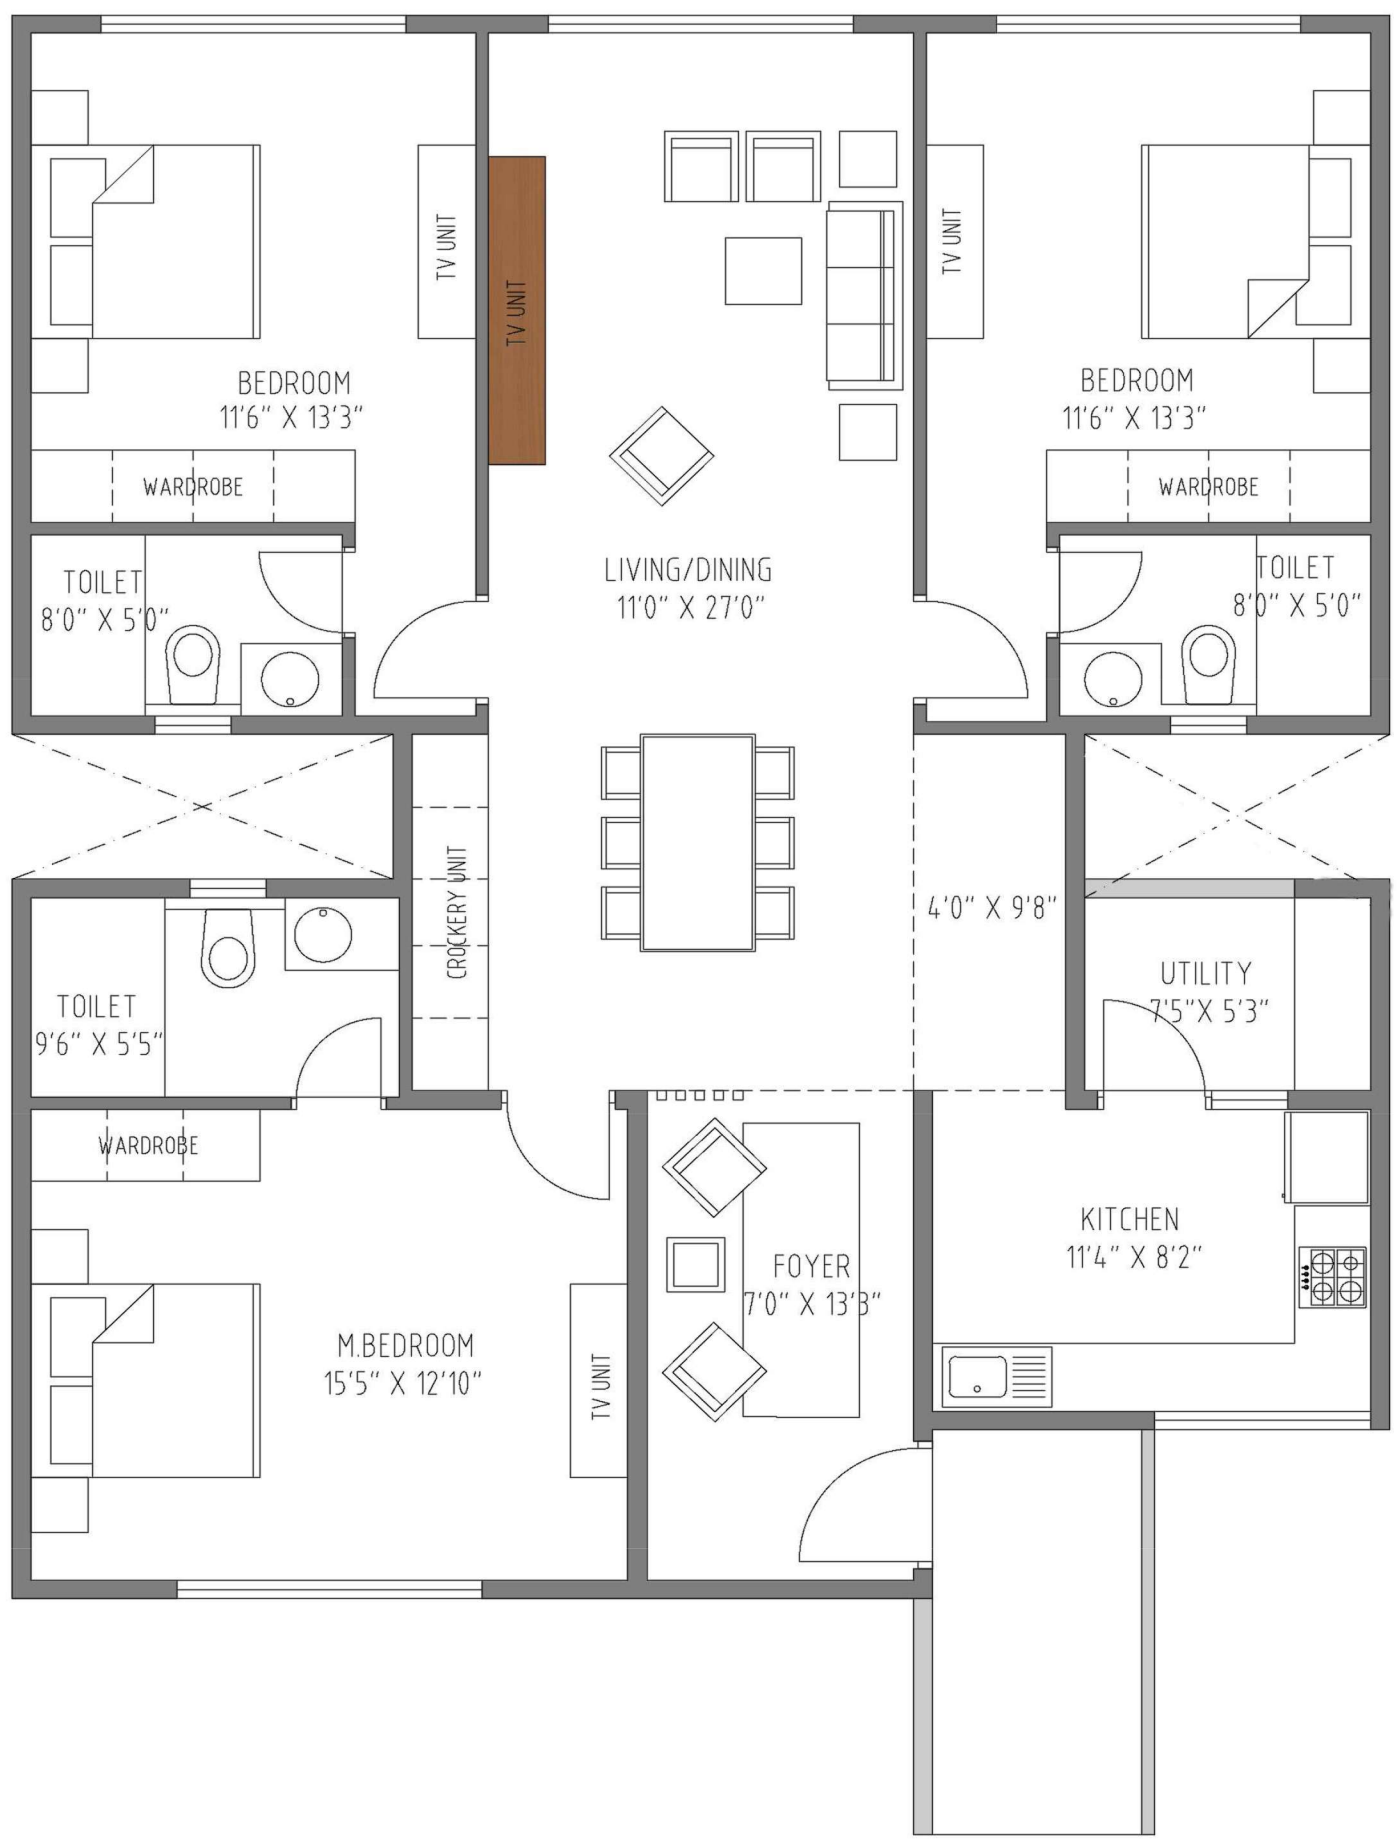 TV UNIT
TV UNIT
TV UNIT
BEDROOM
11'6" X 13'3"
BEDROOM
11'6" X 13'3"
WARDROBE
WARDROBE
TOILET
8'0" X 5'0"
LIVING/DINING
11'0" X 27'0"
TOILET
8'0" X 5'0"
CROCKERY UNIT
4'0" X 9'8"
UTILITY
7'5"X 5'3"
TOILET
9'6" X 5'5"
WARDROBE
KITCHEN
11'4" X 8'2"
FOYER
7'0" X 13'3"
M.BEDROOM
15'5" X 12'10"
TV UNIT